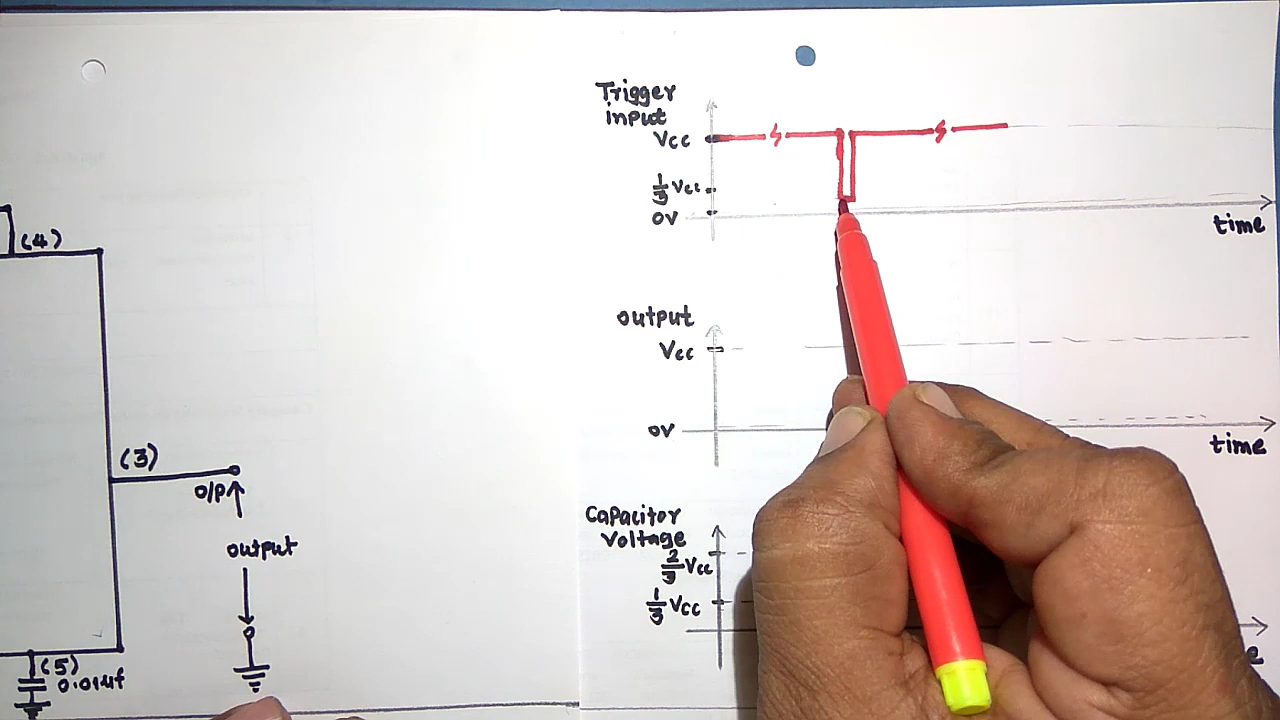 (4)
(3)
O/P
output
(5)
0.01uf
Trigger
input
Vcc
1/3 Vcc
0V
time
output
Vcc
0V
time
Capacitor
Voltage
2/3 Vcc
1/3 Vcc